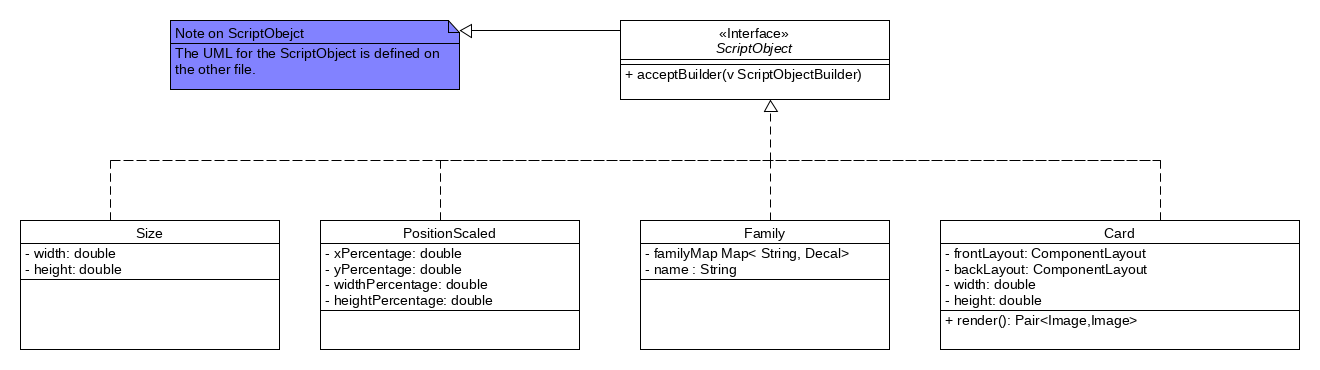 Note on ScriptObejct
The UML for the ScriptObject is defined on
the other file.
«Interface»
ScriptObject
+ acceptBuilder(v ScriptObjectBuilder)
Size
- width: double
- height: double
PositionScaled
- xPercentage: double
- yPercentage: double
- widthPercentage: double
- heightPercentage: double
Family
- familyMap Map< String, Decal>
- name : String
Card
- frontLayout: ComponentLayout
- backLayout: ComponentLayout
- width: double
- height: double
+ render(): Pair<Image,Image>